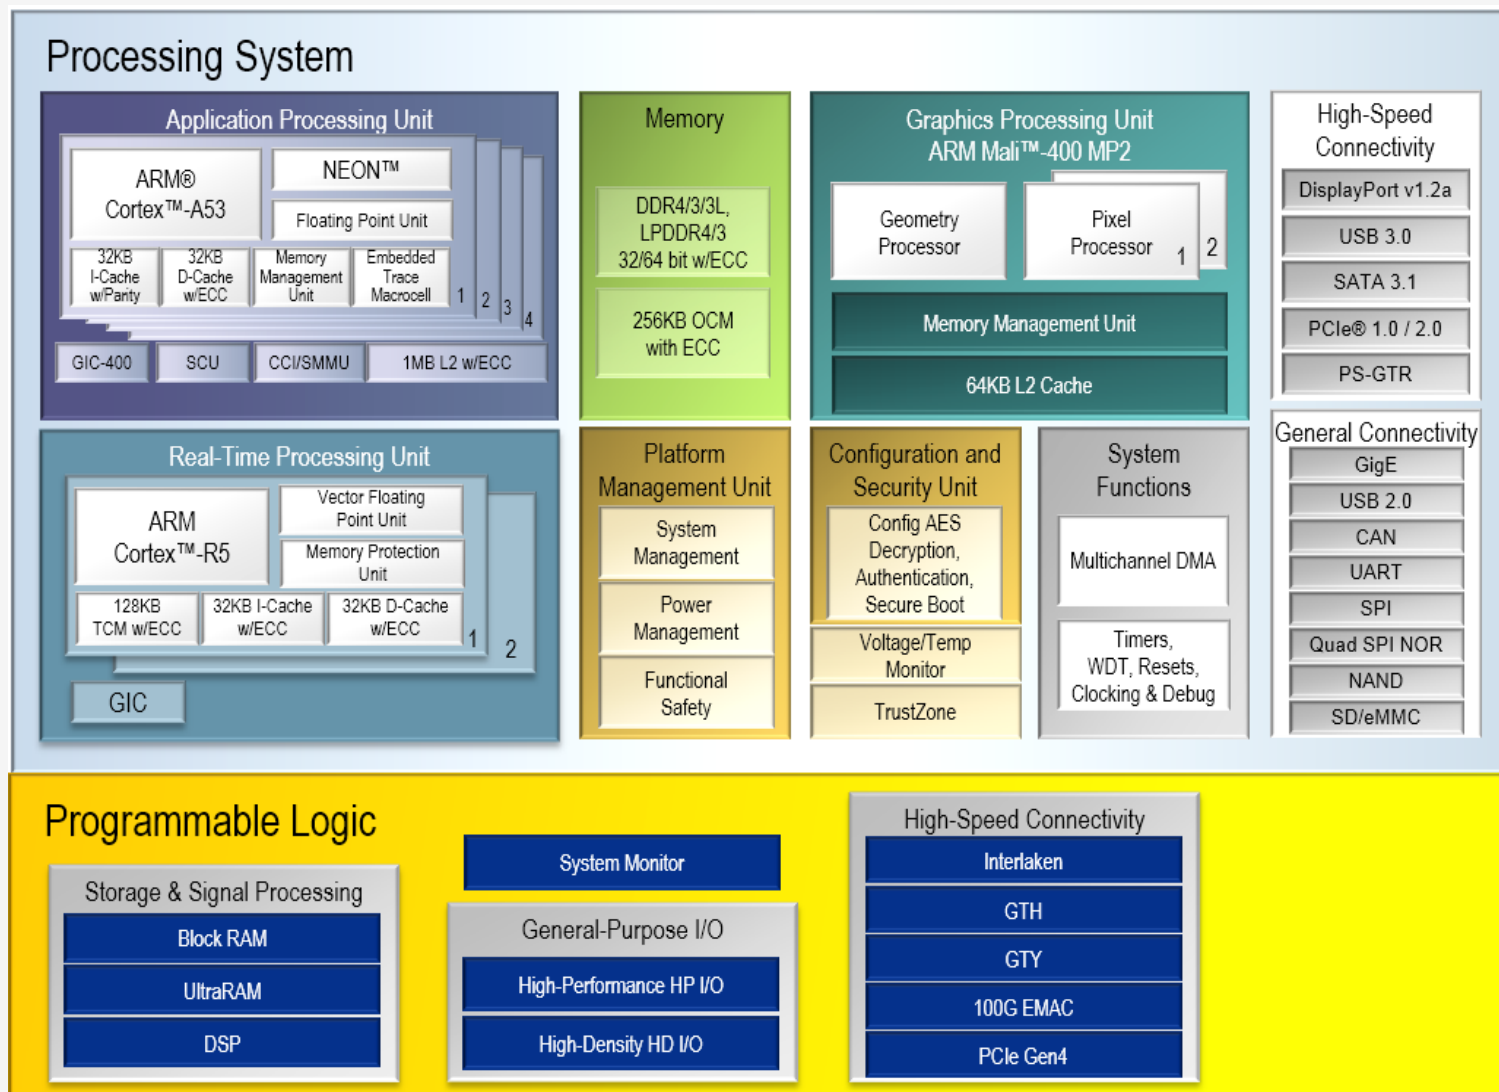 Processing System
Application Processing Unit
ARM®
Cortex™-A53
NEON™
Floating Point Unit
32KB
I-Cache
w/Parity
32KB
D-Cache
w/ECC
Memory
Management
Unit
Embedded
Trace
Macrocell
1
2
3
4
GIC-400
SCU
CCI/SMMU
1MB L2 w/ECC
Memory
DDR4/3/3L,
LPDDR4/3
32/64 bit w/ECC
256KB OCM
with ECC
Graphics Processing Unit
ARM Mali™-400 MP2
Geometry
Processor
Pixel
Processor
1
2
Memory Management Unit
64KB L2 Cache
High-Speed
Connectivity
DisplayPort v1.2a
USB 3.0
SATA 3.1
PCIe® 1.0 / 2.0
PS-GTR
Real-Time Processing Unit
ARM
Cortex™-R5
Vector Floating
Point Unit
Memory Protection
Unit
128KB
TCM w/ECC
32KB I-Cache
w/ECC
32KB D-Cache
w/ECC
1
2
GIC
Platform
Management Unit
System
Management
Power
Management
Functional
Safety
Configuration and
Security Unit
Config AES
Decryption,
Authentication,
Secure Boot
Voltage/Temp
Monitor
TrustZone
System
Functions
Multichannel DMA
Timers,
WDT, Resets,
Clocking & Debug
General Connectivity
GigE
USB 2.0
CAN
UART
SPI
Quad SPI NOR
NAND
SD/eMMC
Programmable Logic
Storage & Signal Processing
Block RAM
UltraRAM
DSP
System Monitor
General-Purpose I/O
High-Performance HP I/O
High-Density HD I/O
High-Speed Connectivity
Interlaken
GTH
GTY
100G EMAC
PCIe Gen4